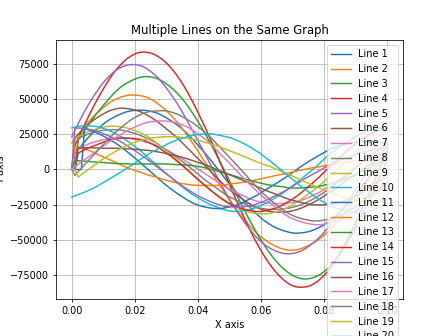 Multiple Lines on the Same Graph
75000
50000
25000
0
−25000
−50000
−75000
0.00
0.02
0.04
0.06
X axis
Line 1
Line 2
Line 3
Line 4
Line 5
Line 6
Line 7
Line 8
Line 9
Line 10
Line 11
Line 12
Line 13
Line 14
Line 15
Line 16
Line 17
Line 18
Line 19
Line 20